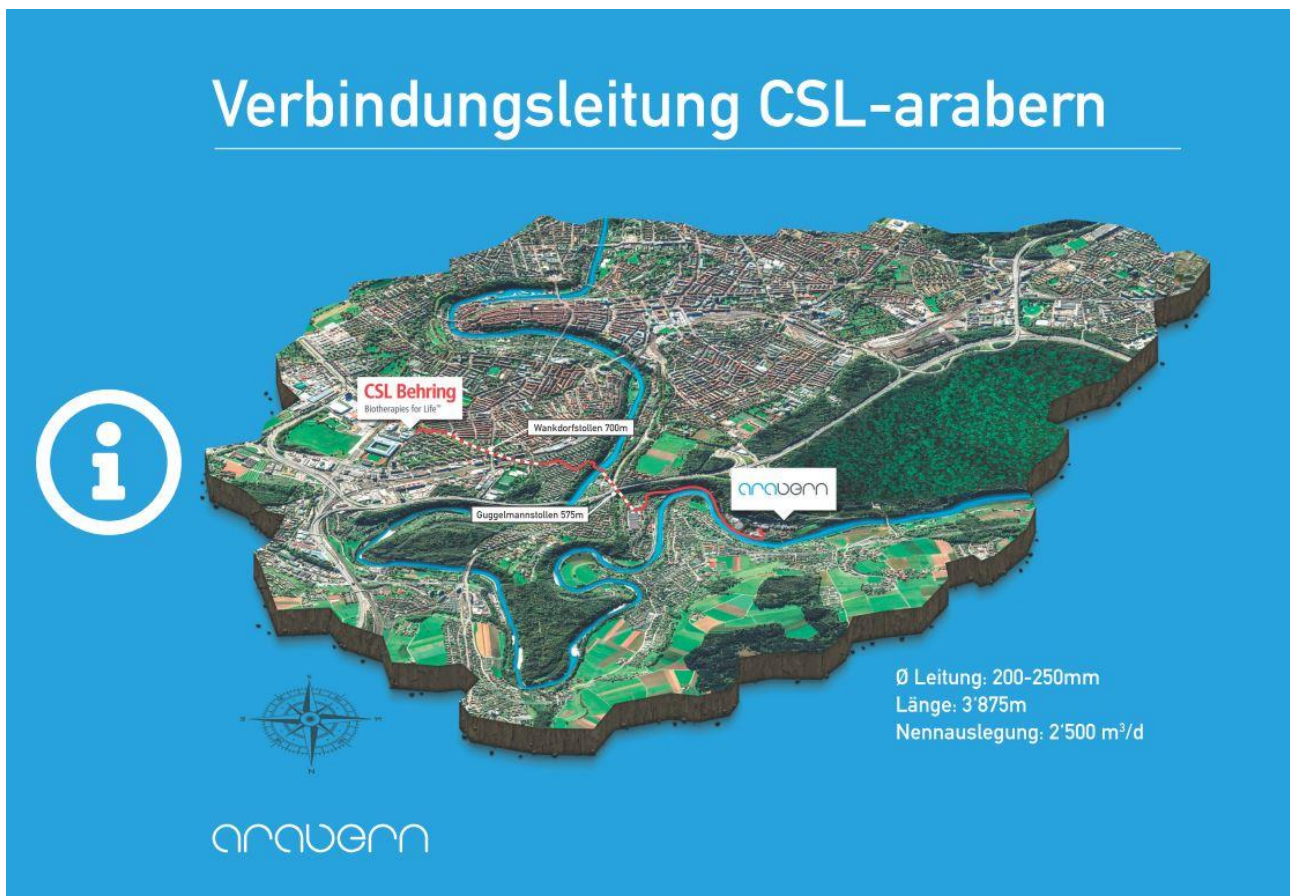 Verbindungsleitung CSL-arabern
CSL Behring
Biotherapies for Life™
Wankdorfstollen 700m
arabern
Guggelmannstollen 575m
Ø Leitung: 200-250mm
Länge: 3'875m
Nennauslegung: 2'500 m³/d
N
arabern